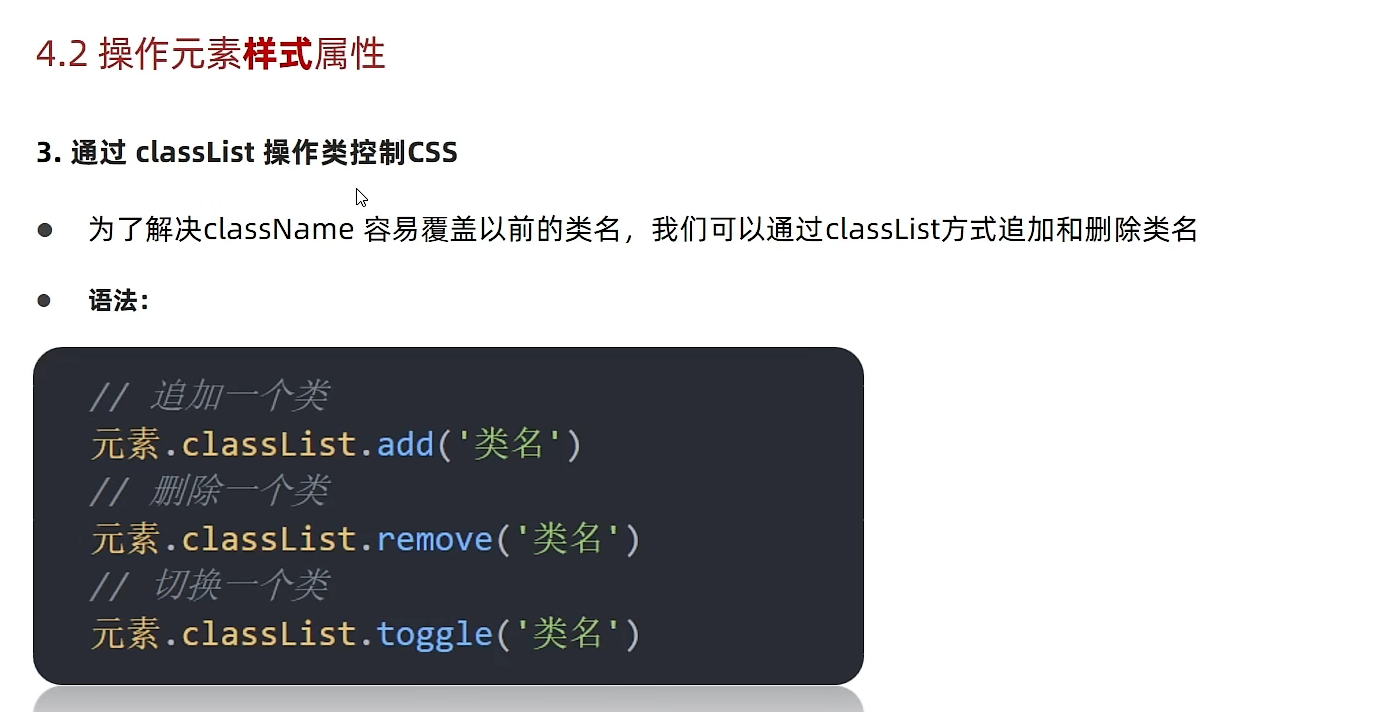 4.2 操作元素样式属性
3. 通过 classList 操作类控制CSS
● 为了解决className 容易覆盖以前的类名，我们可以通过classList方式追加和删除类名
● 语法：
// 追加一个类
元素.classList.add('类名')
// 删除一个类
元素.classList.remove('类名')
// 切换一个类
元素.classList.toggle('类名')